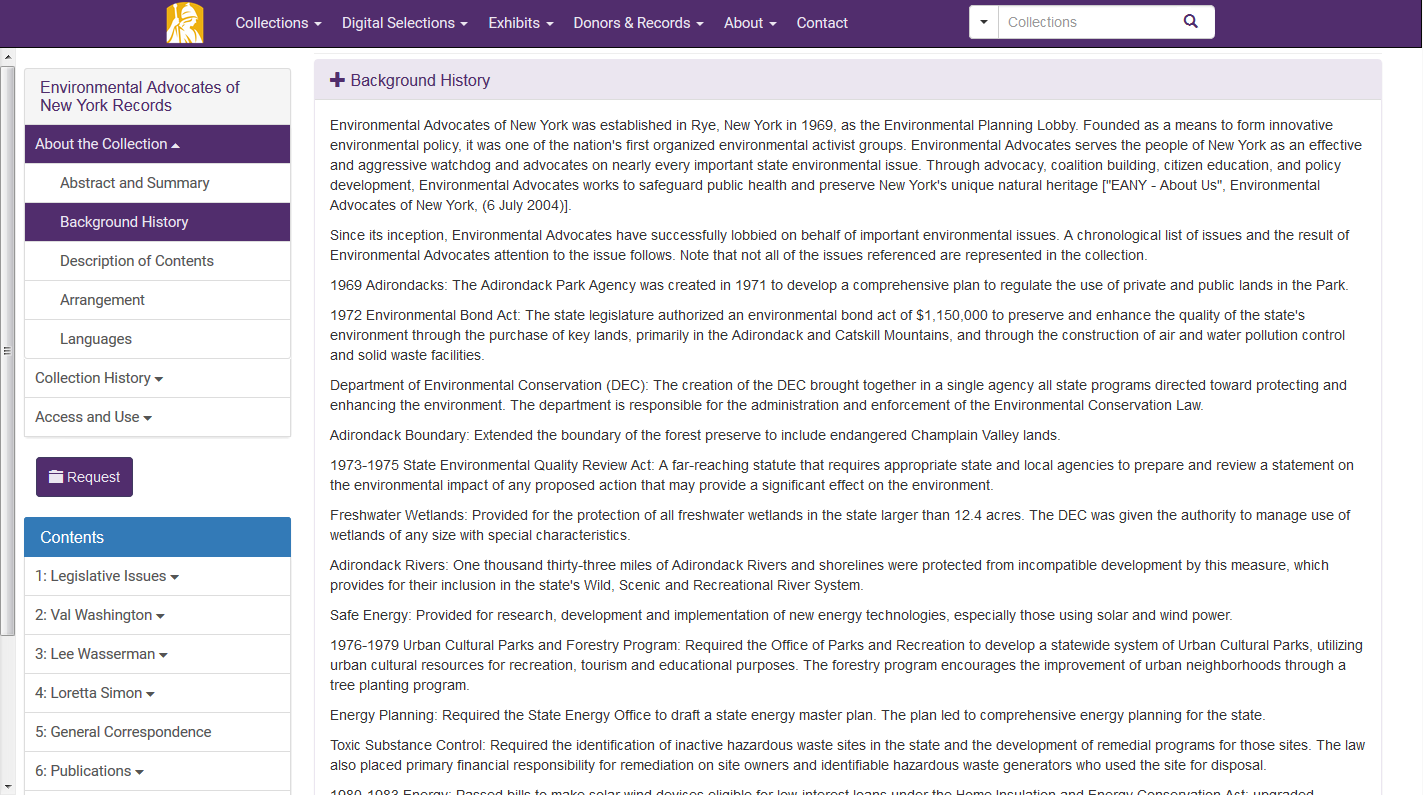 Collections
Digital Selections
Exhibits
Donors & Records
About
Contact
Collections
Environmental Advocates of
New York Records
About the Collection
Abstract and Summary
Background History
Description of Contents
Arrangement
Languages
Collection History
Access and Use
Request
Contents
1: Legislative Issues
2: Val Washington
3: Lee Wasserman
4: Loretta Simon
5: General Correspondence
6: Publications
Background History
Environmental Advocates of New York was established in Rye, New York in 1969, as the Environmental Planning Lobby. Founded as a means to form innovative
environmental policy, it was one of the nation's first organized environmental activist groups. Environmental Advocates serves the people of New York as an effective
and aggressive watchdog and advocates on nearly every important state environmental issue. Through advocacy, coalition building, citizen education, and policy
development, Environmental Advocates works to safeguard public health and preserve New York's unique natural heritage ["EANY - About Us", Environmental
Advocates of New York, (6 July 2004)].
Since its inception, Environmental Advocates have successfully lobbied on behalf of important environmental issues. A chronological list of issues and the result of
Environmental Advocates attention to the issue follows. Note that not all of the issues referenced are represented in the collection.
1969 Adirondacks: The Adirondack Park Agency was created in 1971 to develop a comprehensive plan to regulate the use of private and public lands in the Park.
1972 Environmental Bond Act: The state legislature authorized an environmental bond act of $1,150,000 to preserve and enhance the quality of the state's
environment through the purchase of key lands, primarily in the Adirondack and Catskill Mountains, and through the construction of air and water pollution control
and solid waste facilities.
Department of Environmental Conservation (DEC): The creation of the DEC brought together in a single agency all state programs directed toward protecting and
enhancing the environment. The department is responsible for the administration and enforcement of the Environmental Conservation Law.
Adirondack Boundary: Extended the boundary of the forest preserve to include endangered Champlain Valley lands.
1973-1975 State Environmental Quality Review Act: A far-reaching statute that requires appropriate state and local agencies to prepare and review a statement on
the environmental impact of any proposed action that may provide a significant effect on the environment.
Freshwater Wetlands: Provided for the protection of all freshwater wetlands in the state larger than 12.4 acres. The DEC was given the authority to manage use of
wetlands of any size with special characteristics.
Adirondack Rivers: One thousand thirty-three miles of Adirondack Rivers and shorelines were protected from incompatible development by this measure, which
provides for their inclusion in the state's Wild, Scenic and Recreational River System.
Safe Energy: Provided for research, development and implementation of new energy technologies, especially those using solar and wind power.
1976-1979 Urban Cultural Parks and Forestry Program: Required the Office of Parks and Recreation to develop a statewide system of Urban Cultural Parks, utilizing
urban cultural resources for recreation, tourism and educational purposes. The forestry program encourages the improvement of urban neighborhoods through a
tree planting program.
Energy Planning: Required the State Energy Office to draft a state energy master plan. The plan led to comprehensive energy planning for the state.
Toxic Substance Control: Required the identification of inactive hazardous waste sites in the state and the development of remedial programs for those sites. The law
also placed primary financial responsibility for remediation on site owners and identifiable hazardous waste generators who used the site for disposal.
1980-1983 Energy: Passed bills to make solar wind devices eligible for low interest loans under the Home Insulation and Energy Conservation Act; upgraded